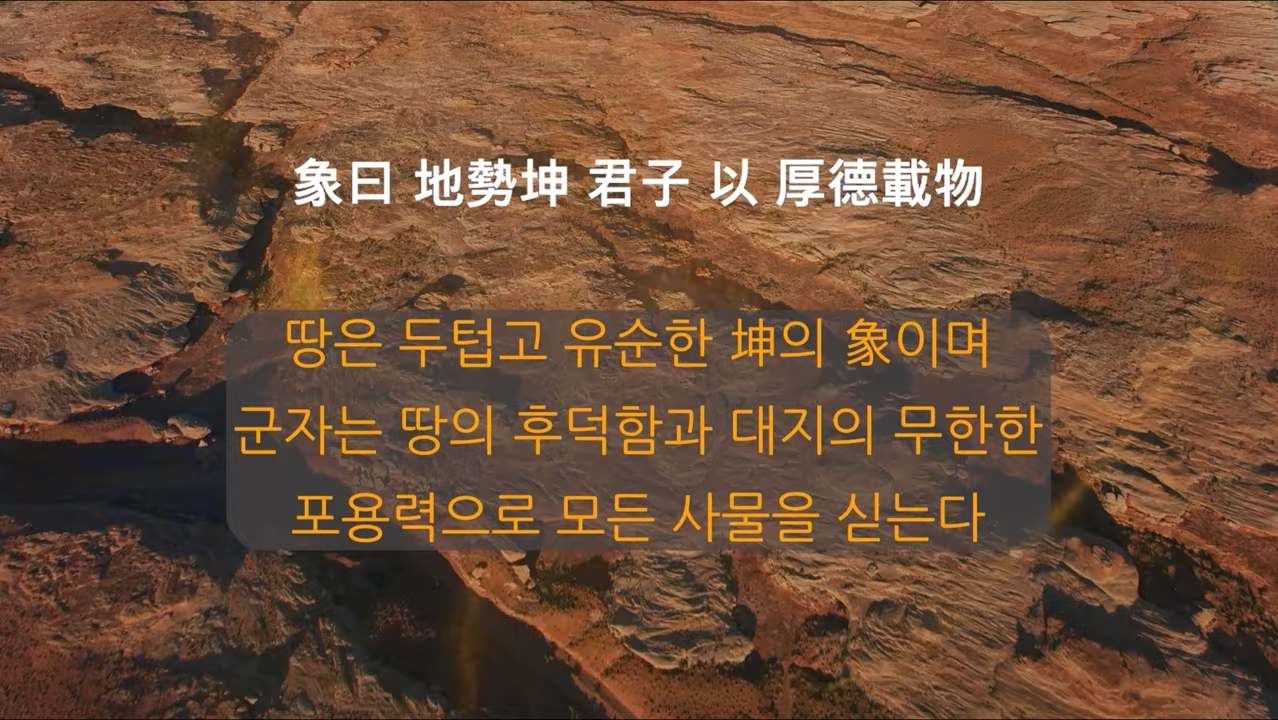 象曰 地勢坤 君子 以 厚德載物
땅은 두텁고 유순한 坤의 象이며
군자는 땅의 후덕함과 대지의 무한한
포용력으로 모든 사물을 싣는다